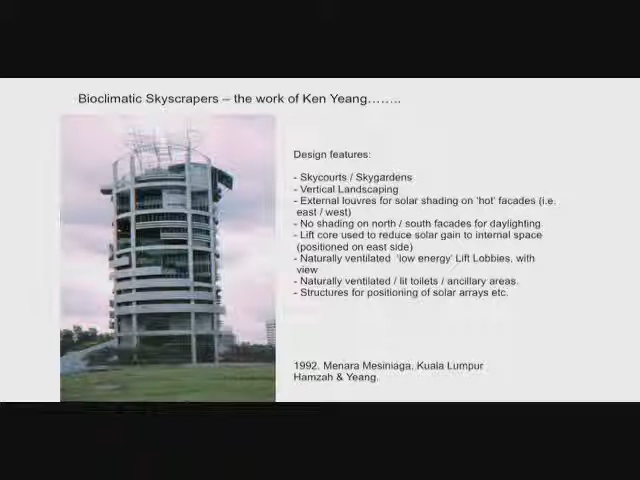 Bioclimatic Skyscrapers – the work of Ken Yeang……..
Design features:
- Skycourts / Skygardens
- Vertical Landscaping
- External louvres for solar shading on 'hot' facades (i.e.
east / west)
- No shading on north / south facades for daylighting
- Lift core used to reduce solar gain to internal space
(positioned on east side)
- Naturally ventilated 'low energy' Lift Lobbies, with
view
- Naturally ventilated / lit toilets / ancillary areas.
- Structures for positioning of solar arrays etc.
1992. Menara Mesiniaga. Kuala Lumpur
Hamzah & Yeang.